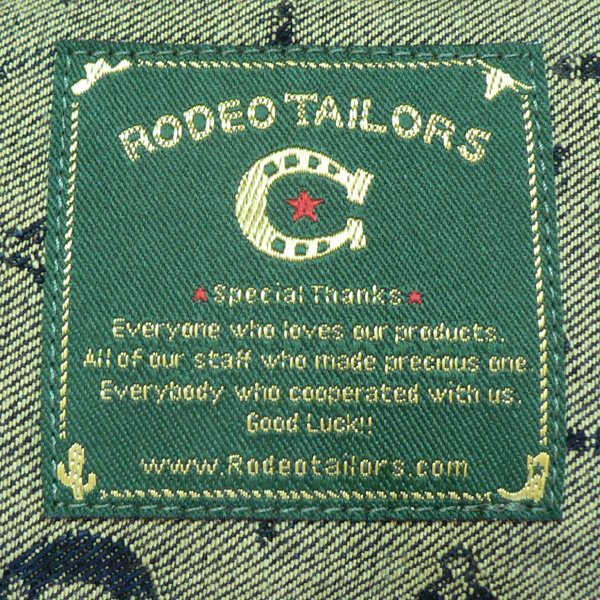 RODEO TAILORS
Special Thanks
Everyone who loves our products.
All of our staff who made precious one.
Everybody who cooperated with us.
Good Luck!!
www.Rodeotailors.com